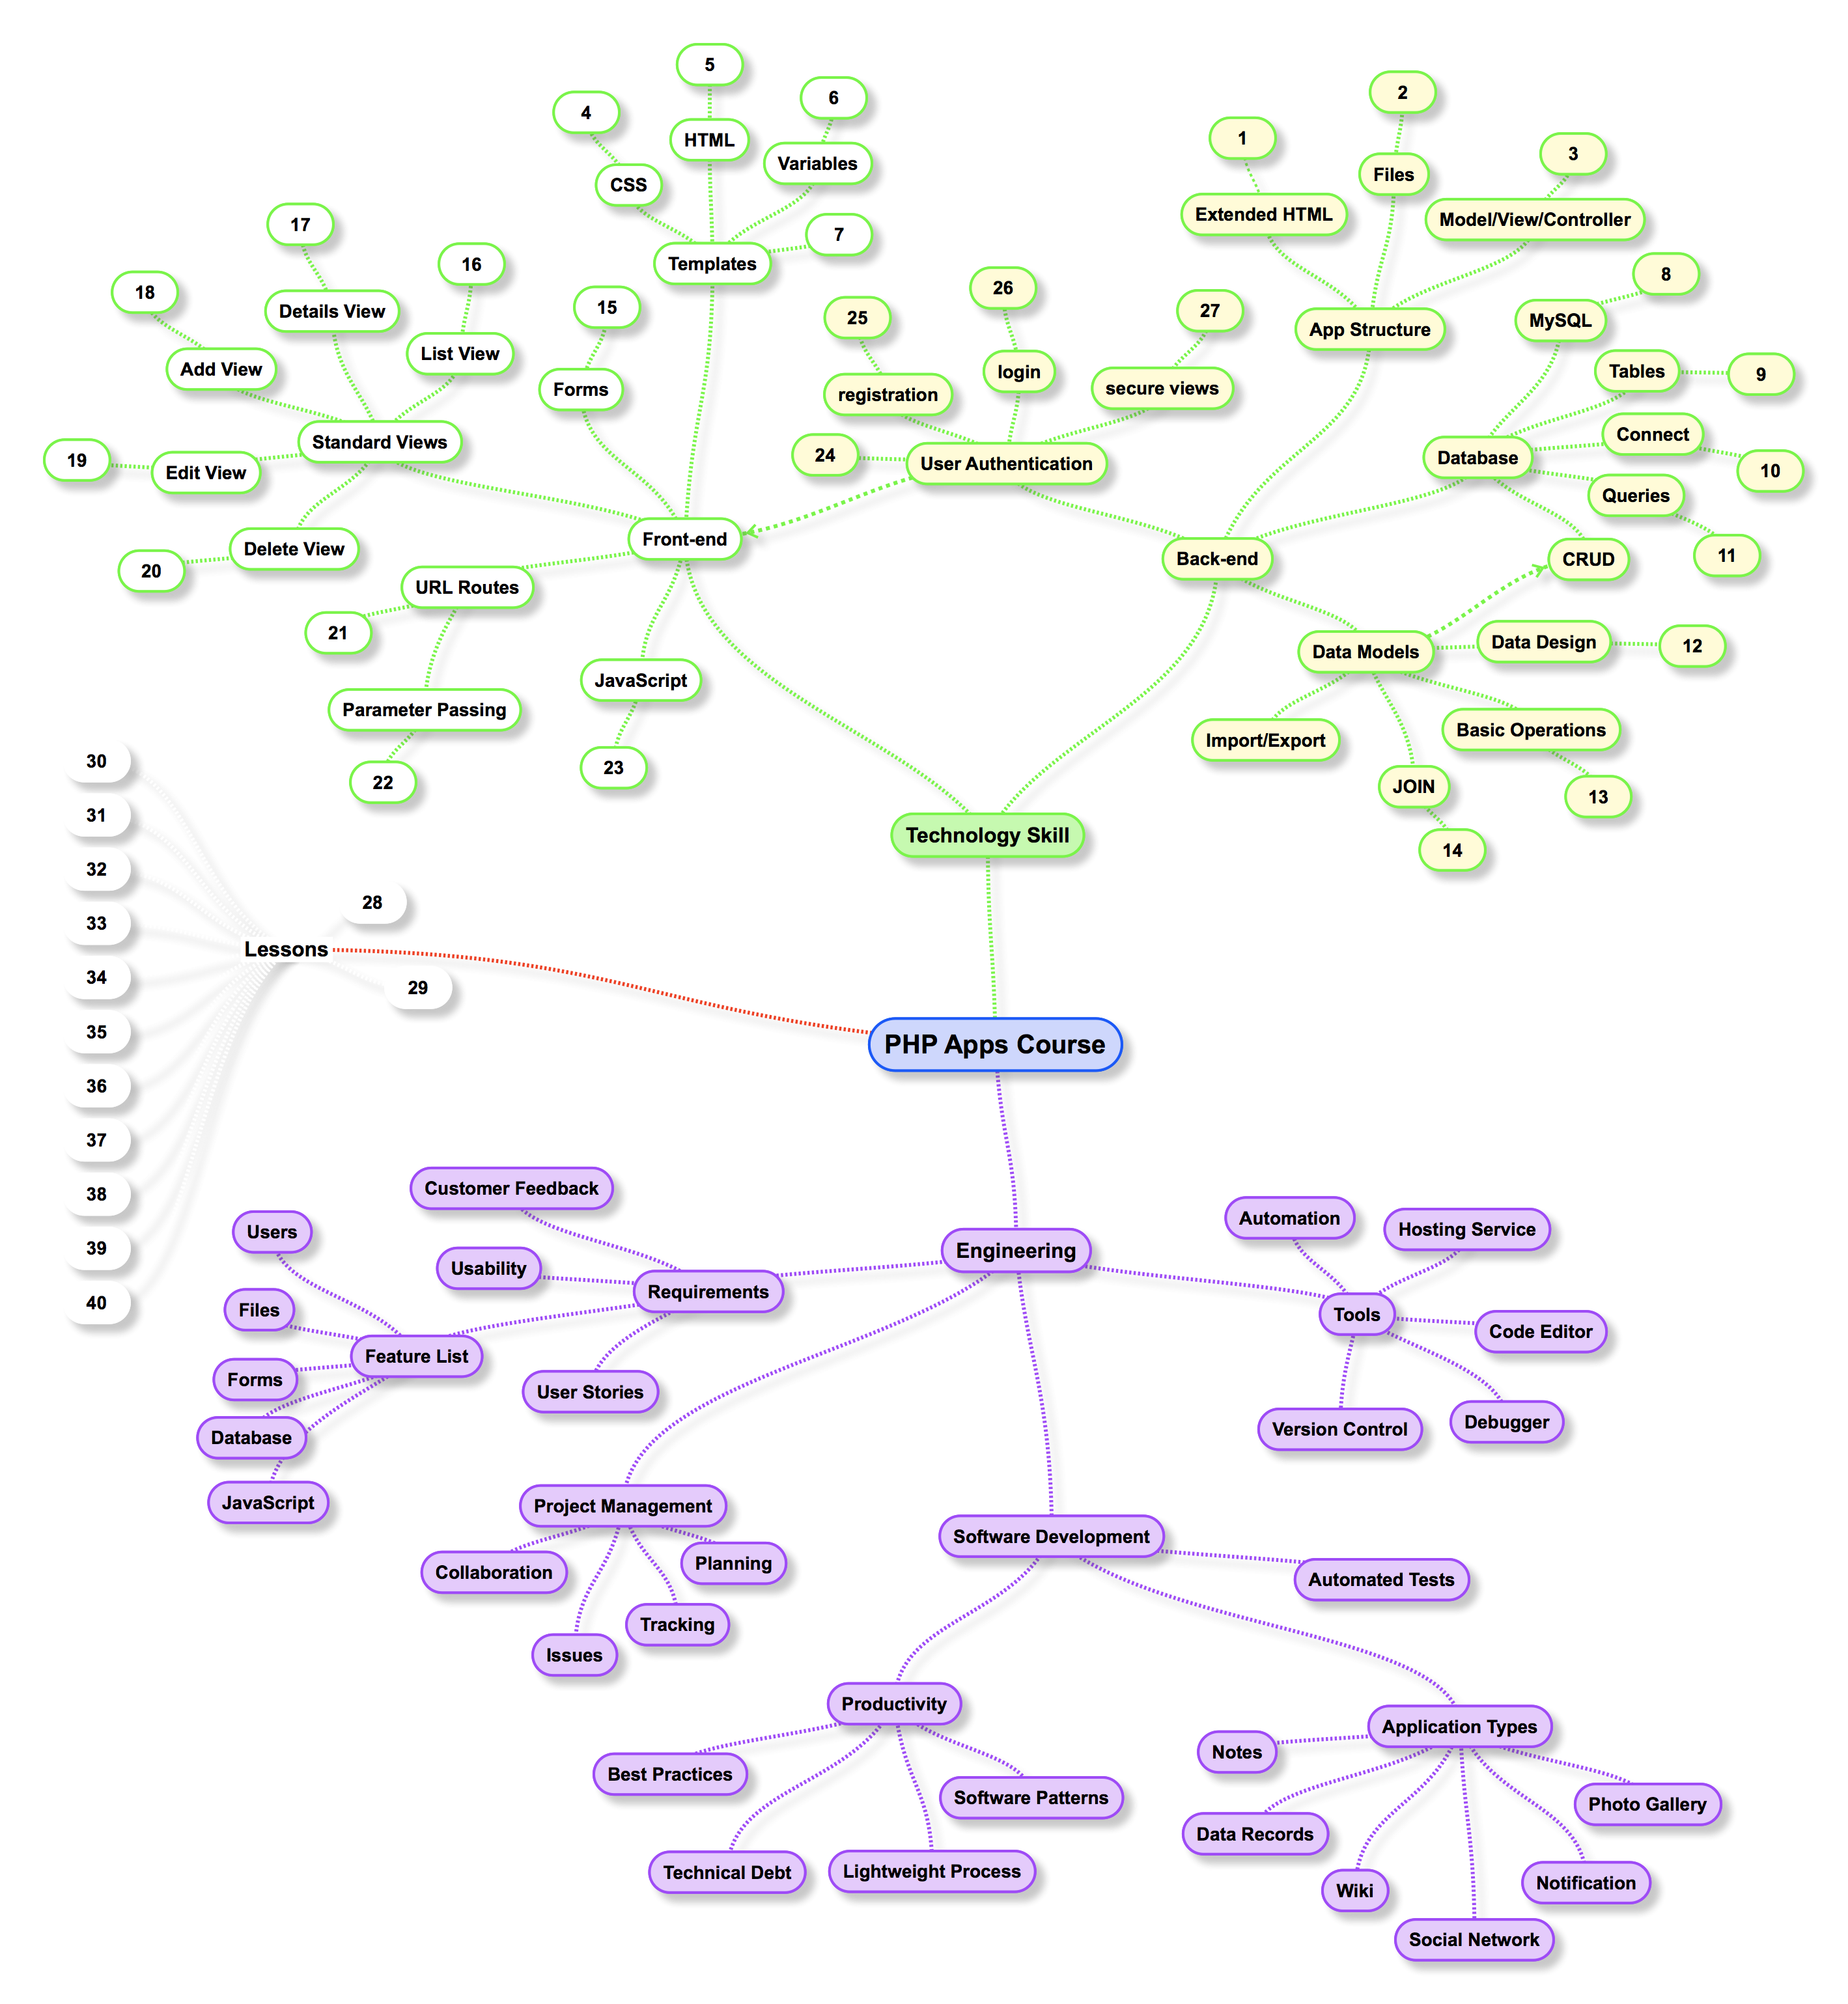 5
4
6
HTML
CSS
Variables
7
Templates
2
1
3
Files
Extended HTML
Model/View/Controller
App Structure
17
16
18
Details View
List View
Add View
15
Forms
Standard Views
19
Edit View
Delete View
20
26
25
27
login
registration
secure views
24
User Authentication
8
MySQL
Tables
9
Connect
Database
10
Queries
11
CRUD
Front-end
Back-end
URL Routes
21
Parameter Passing
22
JavaScript
23
Data Models
Data Design
12
Import/Export
Basic Operations
JOIN
13
14
Technology Skill
30
31
32
33
34
35
36
37
38
39
40
28
Lessons
29
PHP Apps Course
Customer Feedback
Users
Usability
Requirements
Files
Feature List
Forms
User Stories
Database
JavaScript
Engineering
Automation
Hosting Service
Tools
Code Editor
Version Control
Debugger
Project Management
Collaboration
Planning
Tracking
Issues
Software Development
Automated Tests
Productivity
Best Practices
Software Patterns
Technical Debt
Lightweight Process
Application Types
Notes
Photo Gallery
Data Records
Wiki
Notification
Social Network